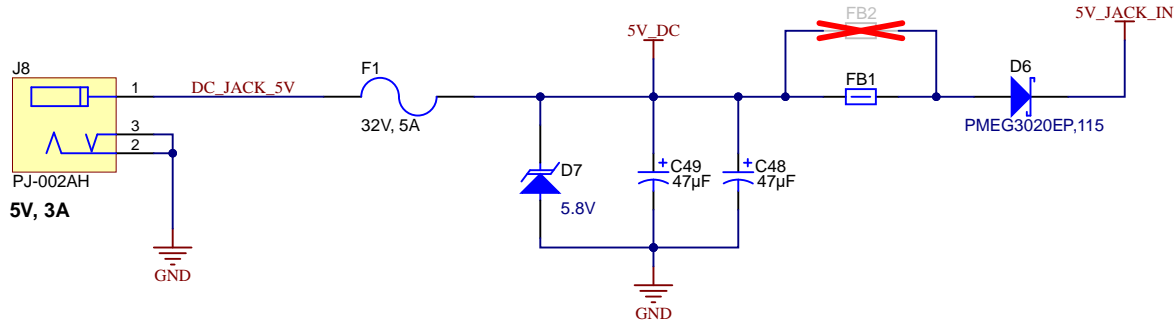 FB2
5V_JACK_IN
5V_DC
J8
F1
D6
1
DC_JACK_5V
FB1
32V, 5A
PMEG3020EP,115
3
2
D7
C49
47µF
C48
47µF
PJ-002AH
5V, 3A
5.8V
GND
GND